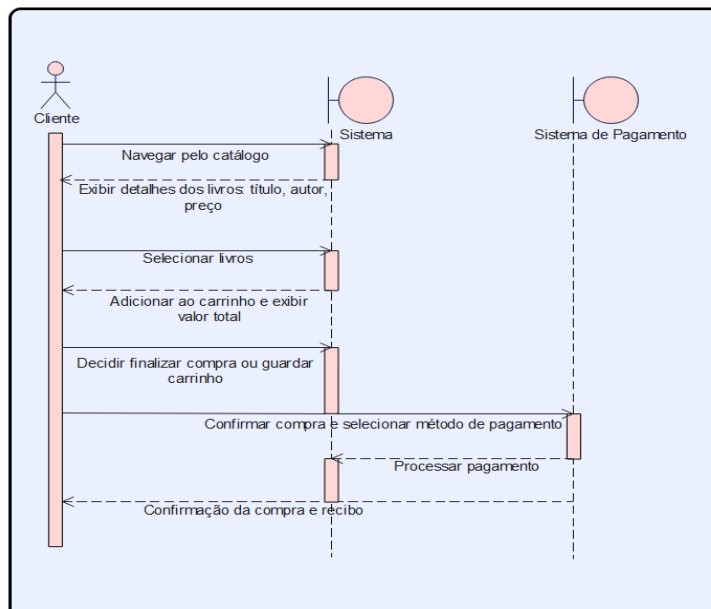 Cliente
Sistema
Sistema de Pagamento
Navegar pelo catálogo
Exibir detalhes dos livros: título, autor,
preço
Selecionar livros
Adicionar ao carrinho e exibir
valor total
Decidir finalizar compra ou guardar
carrinho
Confirmar compra e selecionar método de pagamento
Processar pagamento
Confirmação da compra e recibo